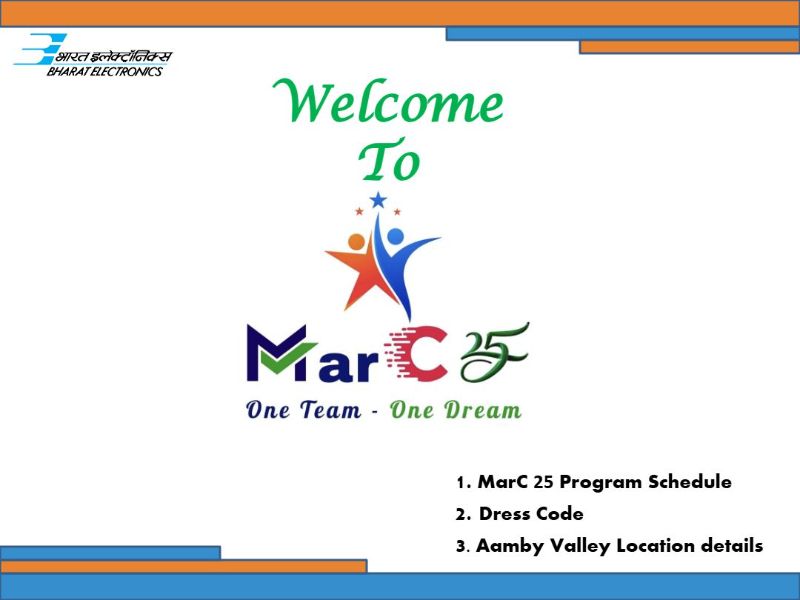 भारत इलेक्ट्रॉनिक्स
BHARAT ELECTRONICS
Welcome
To
MarC 25
One Team - One Dream
1. MarC 25 Program Schedule
2. Dress Code
3. Aamby Valley Location details